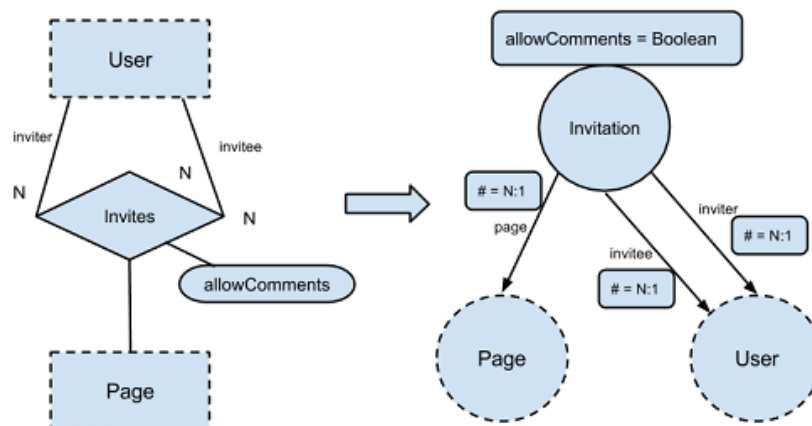 User
inviter
invitee
N
N
N
Invites
allowComments
Page
allowComments = Boolean
Invitation
# = N:1
page
inviter
# = N:1
invitee
# = N:1
Page
User